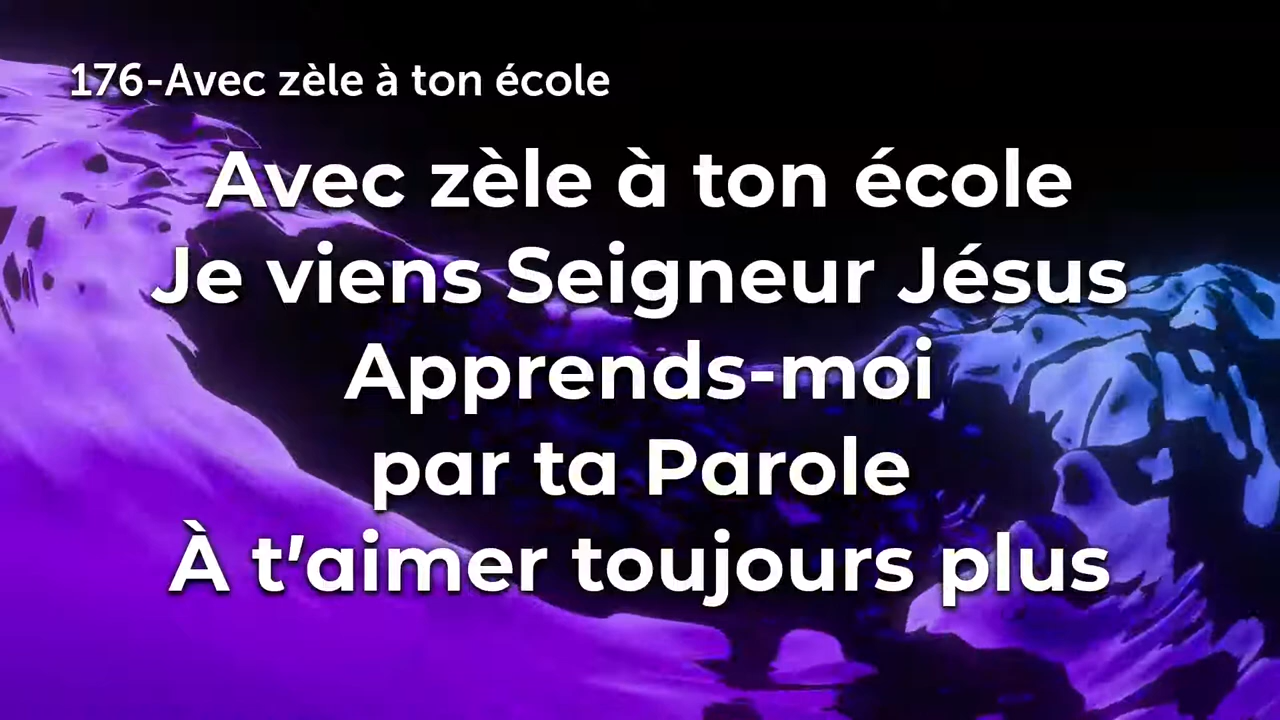 176-Avec zèle à ton école
Avec zèle à ton école
Je viens Seigneur Jésus
Apprends-moi
par ta Parole
À t'aimer toujours plus